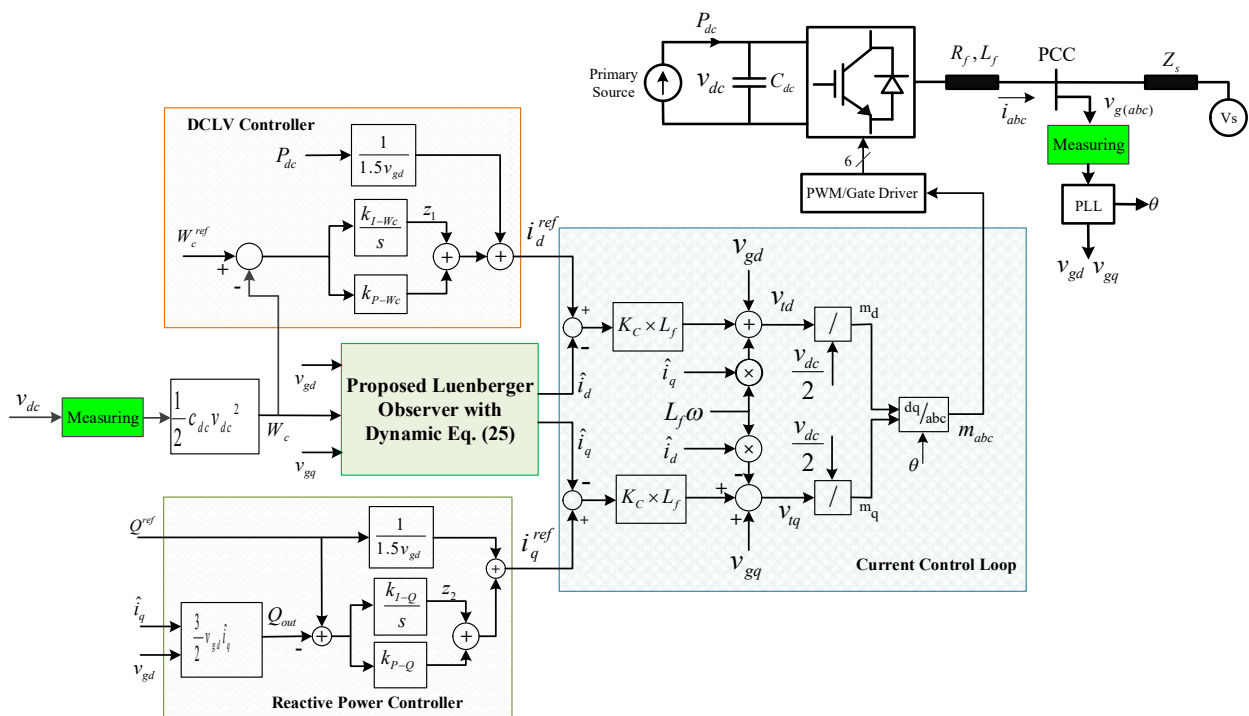 P_dc
Primary
Source
v_dc
C_dc
R_f, L_f
PCC
Z_s
i_abc
v_g(abc)
Vs
Measuring
6
PWM/Gate Driver
PLL
θ
v_gd v_gq
DCLV Controller
P_dc
1
1.5v_gd
k_I-Wc
s
z_1
W_c^ref
+
-
+
+
k_P-Wc
i_d^ref
v_gd
v_dc
Measuring
1
2
c_dc v_dc^2
W_c
v_gq
Proposed Luenberger
Observer with
Dynamic Eq. (25)
î_d
î_q
+
-
K_C × L_f
v_gd
+
v_td
/
m_d
î_q
×
v_dc
2
L_f ω
î_d
×
v_dc
2
dq/abc
m_abc
θ
-
+
K_C × L_f
+
-
+
v_tq
/
m_q
v_gq
Current Control Loop
Q^ref
1
1.5v_gd
i_q^ref
+
k_I-Q
s
z_2
î_q
3
2
v_gd î_q
Q_out
+
-
+
v_gd
k_P-Q
Reactive Power Controller